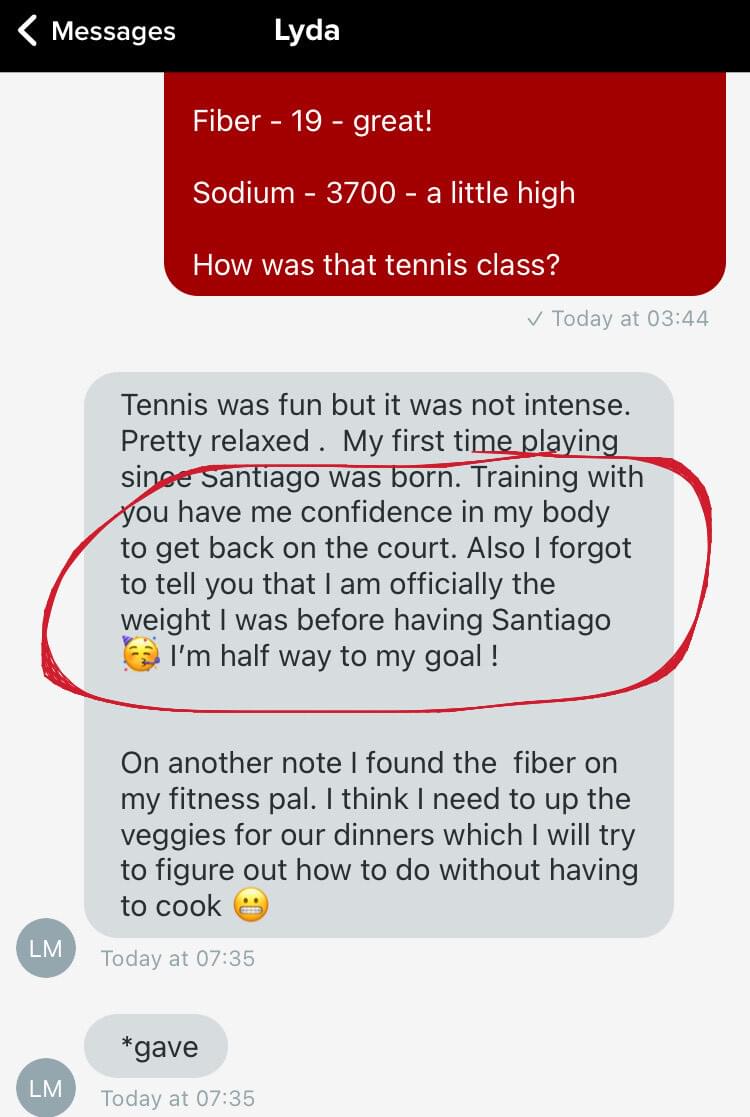 Messages
Lyda
Fiber - 19 - great!
Sodium - 3700 - a little high
How was that tennis class?
✓ Today at 03:44
Tennis was fun but it was not intense.
Pretty relaxed .  My first time playing
since Santiago was born. Training with
you have me confidence in my body
to get back on the court. Also I forgot
to tell you that I am officially the
weight I was before having Santiago
🥳 I’m half way to my goal !
On another note I found the  fiber on
my fitness pal. I think I need to up the
veggies for our dinners which I will try
to figure out how to do without having
to cook 😬
LM
Today at 07:35
*gave
LM
Today at 07:35